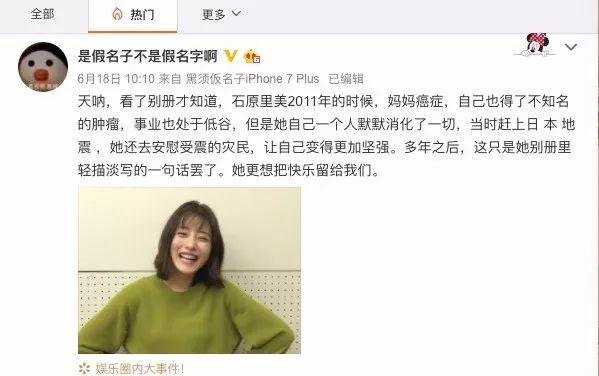 全部
热门
更多
是假名子不是假名字啊
6月18日 10:10 来自 黑须仮名子iPhone 7 Plus 已编辑
天呐，看了别册才知道，石原里美2011年的时候，妈妈癌症，自己也得了不知名
的肿瘤，事业也处于低谷，但是她自己一个人默默消化了一切，当时赶上日 本 地
震 ，她还去安慰受震的灾民，让自己变得更加坚强。多年之后，这只是她别册里
轻描淡写的一句话罢了。她更想把快乐留给我们。
娱乐圈内大事件！